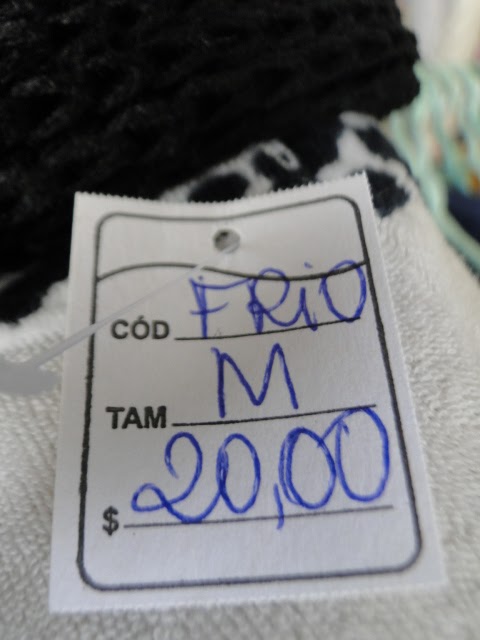 CÓD FRiO
TAM M
$ 20,00